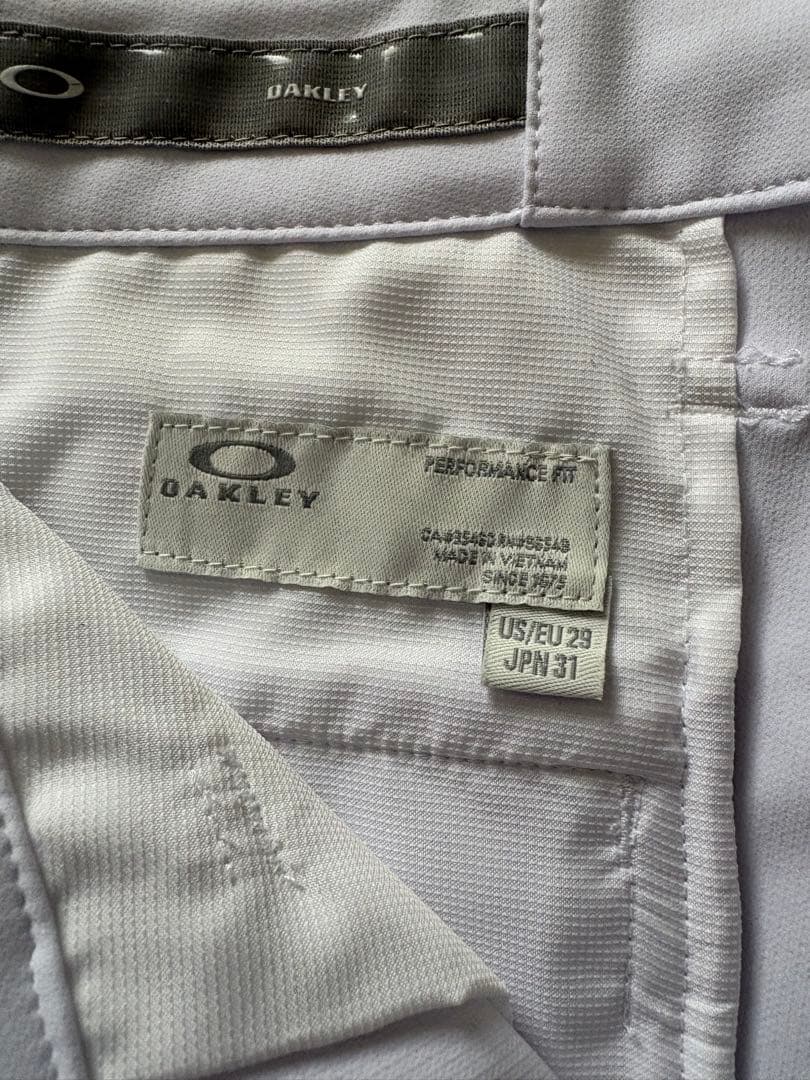 OAKLEY
OAKLEY
PERFORMANCE FIT
MADE IN VIETNAM
SINCE 1975
US/EU 29
JPN 31